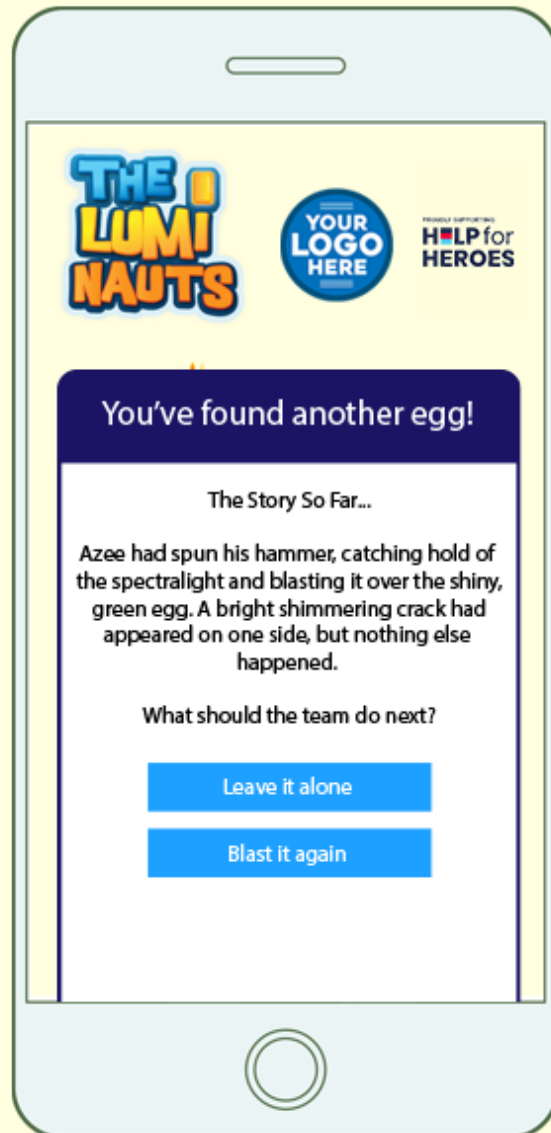 THE
LUMI
NAUTS
YOUR
LOGO
HERE
PROUDLY SUPPORTING
HELP for
HEROES
You've found another egg!
The Story So Far...
Azee had spun his hammer, catching hold of
the spectralight and blasting it over the shiny,
green egg. A bright shimmering crack had
appeared on one side, but nothing else
happened.
What should the team do next?
Leave it alone
Blast it again